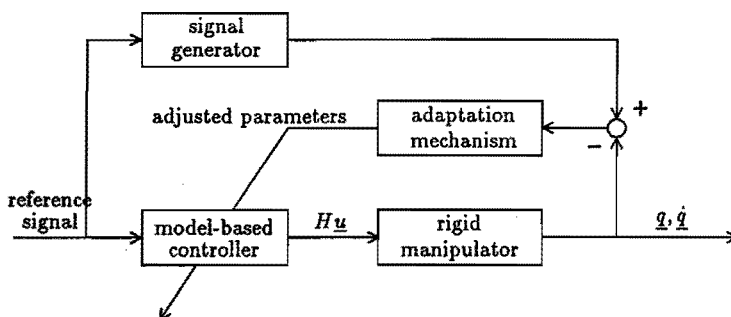 signal
generator
+
adjusted parameters
adaptation
mechanism
−
reference
signal
model-based
controller
Hu
rigid
manipulator
q, q̇